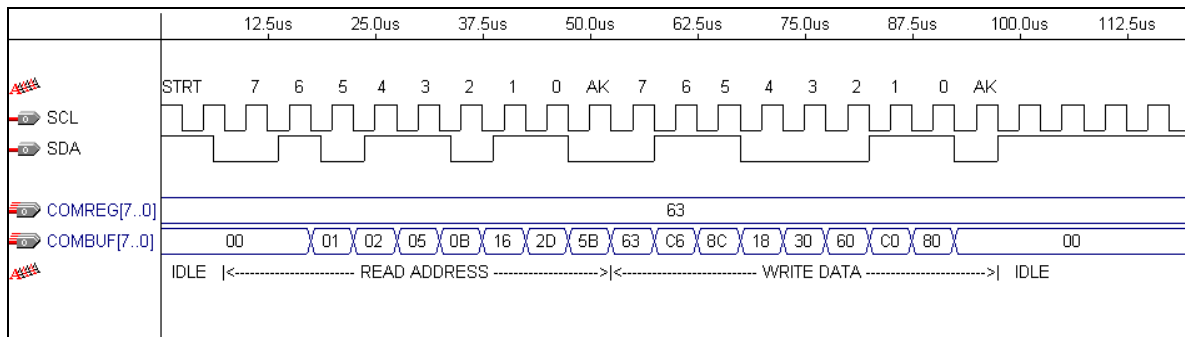 12.5us 25.0us 37.5us 50.0us 62.5us 75.0us 87.5us 100.0us 112.5us
STRT 7 6 5 4 3 2 1 0 AK 7 6 5 4 3 2 1 0 AK
SCL
SDA
COMREG[7..0] 63
COMBUF[7..0] 00 01 02 05 0B 16 2D 5B 63 C6 8C 18 30 60 C0 80 00
IDLE |<-------------------- READ ADDRESS ------------------>|<-------------------- WRITE DATA -------------------->| IDLE